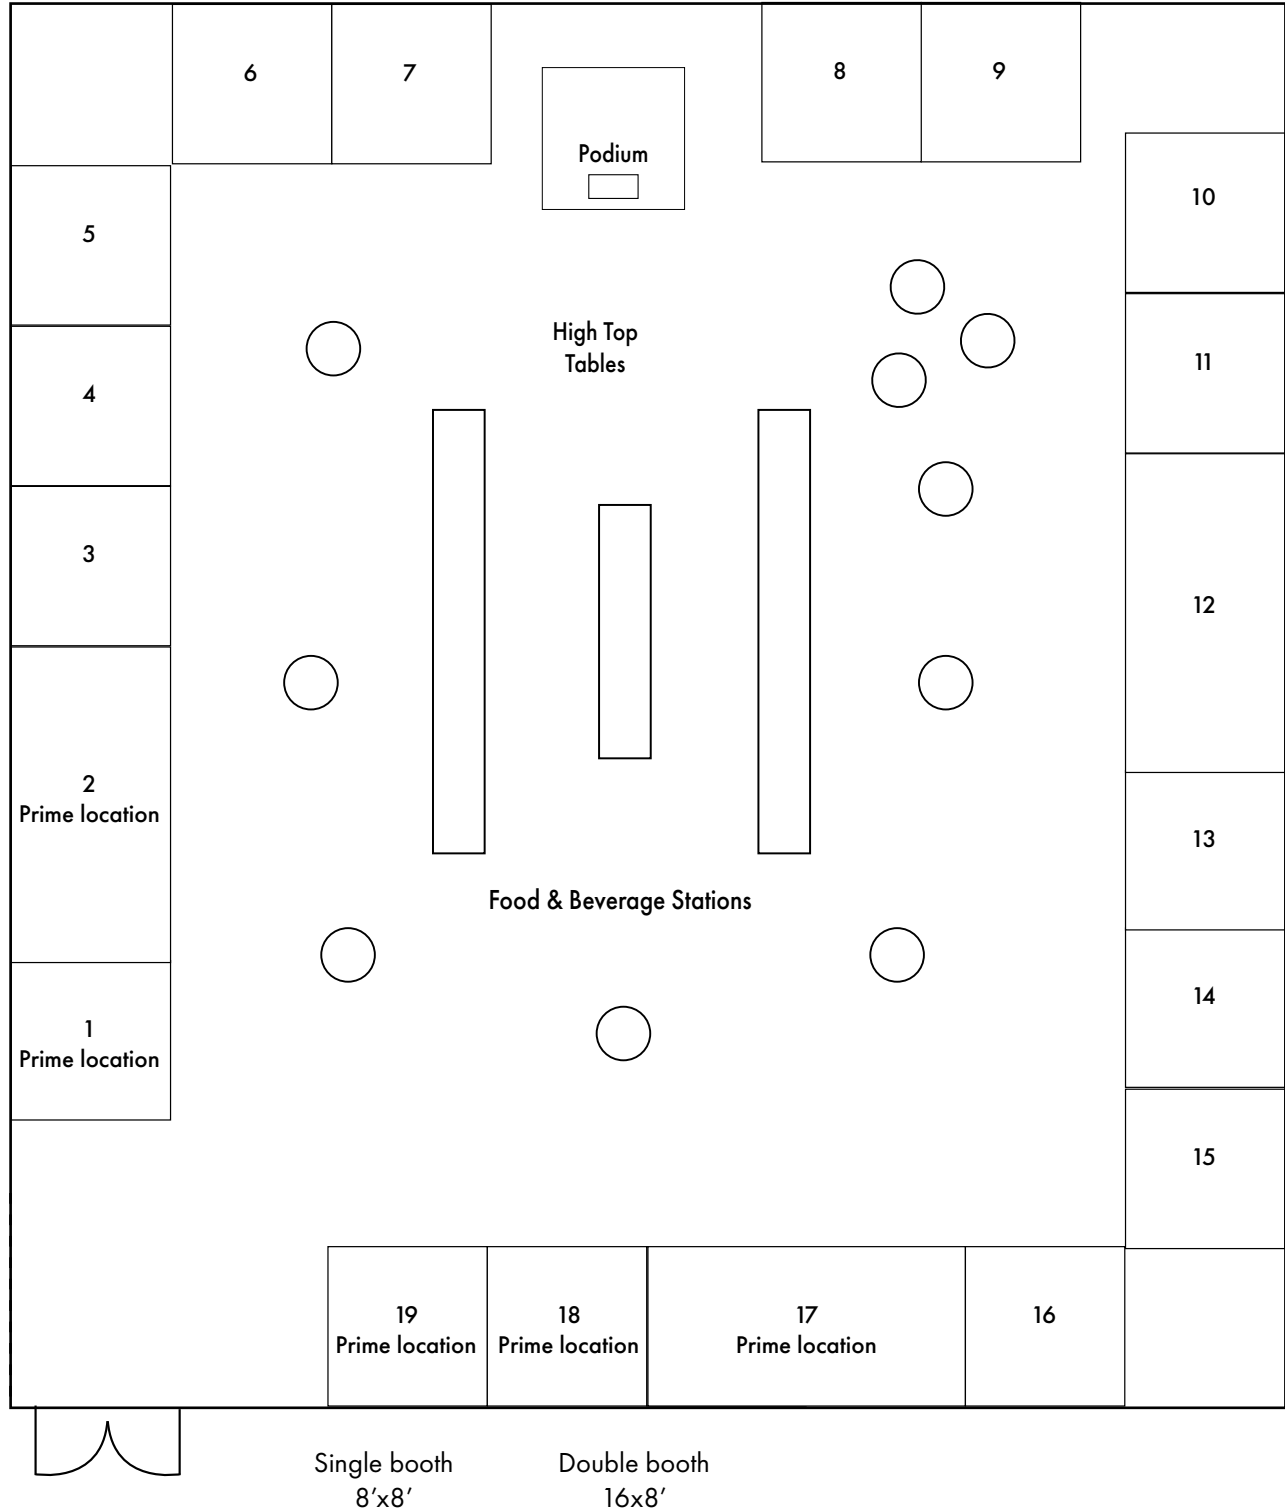 6
7
8
9
Podium
10
5
High Top
Tables
11
4
3
12
2
Prime location
13
Food & Beverage Stations
14
1
Prime location
15
19
Prime location
18
Prime location
17
Prime location
16
Single booth
8’x8’
Double booth
16x8’